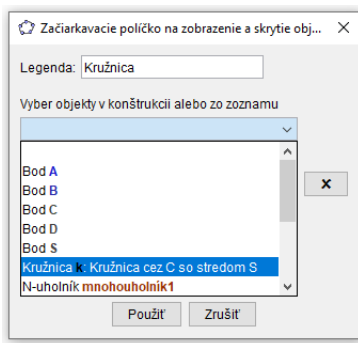 Začiarkavacie políčko na zobrazenie a skrytie obj...
Legenda: Kružnica
Vyber objekty v konštrukcii alebo zo zoznamu
Bod A
Bod B
Bod C
Bod D
Bod S
Kružnica k: Kružnica cez C so stredom S
N-uholník mnohouholník1
Použiť Zrušiť